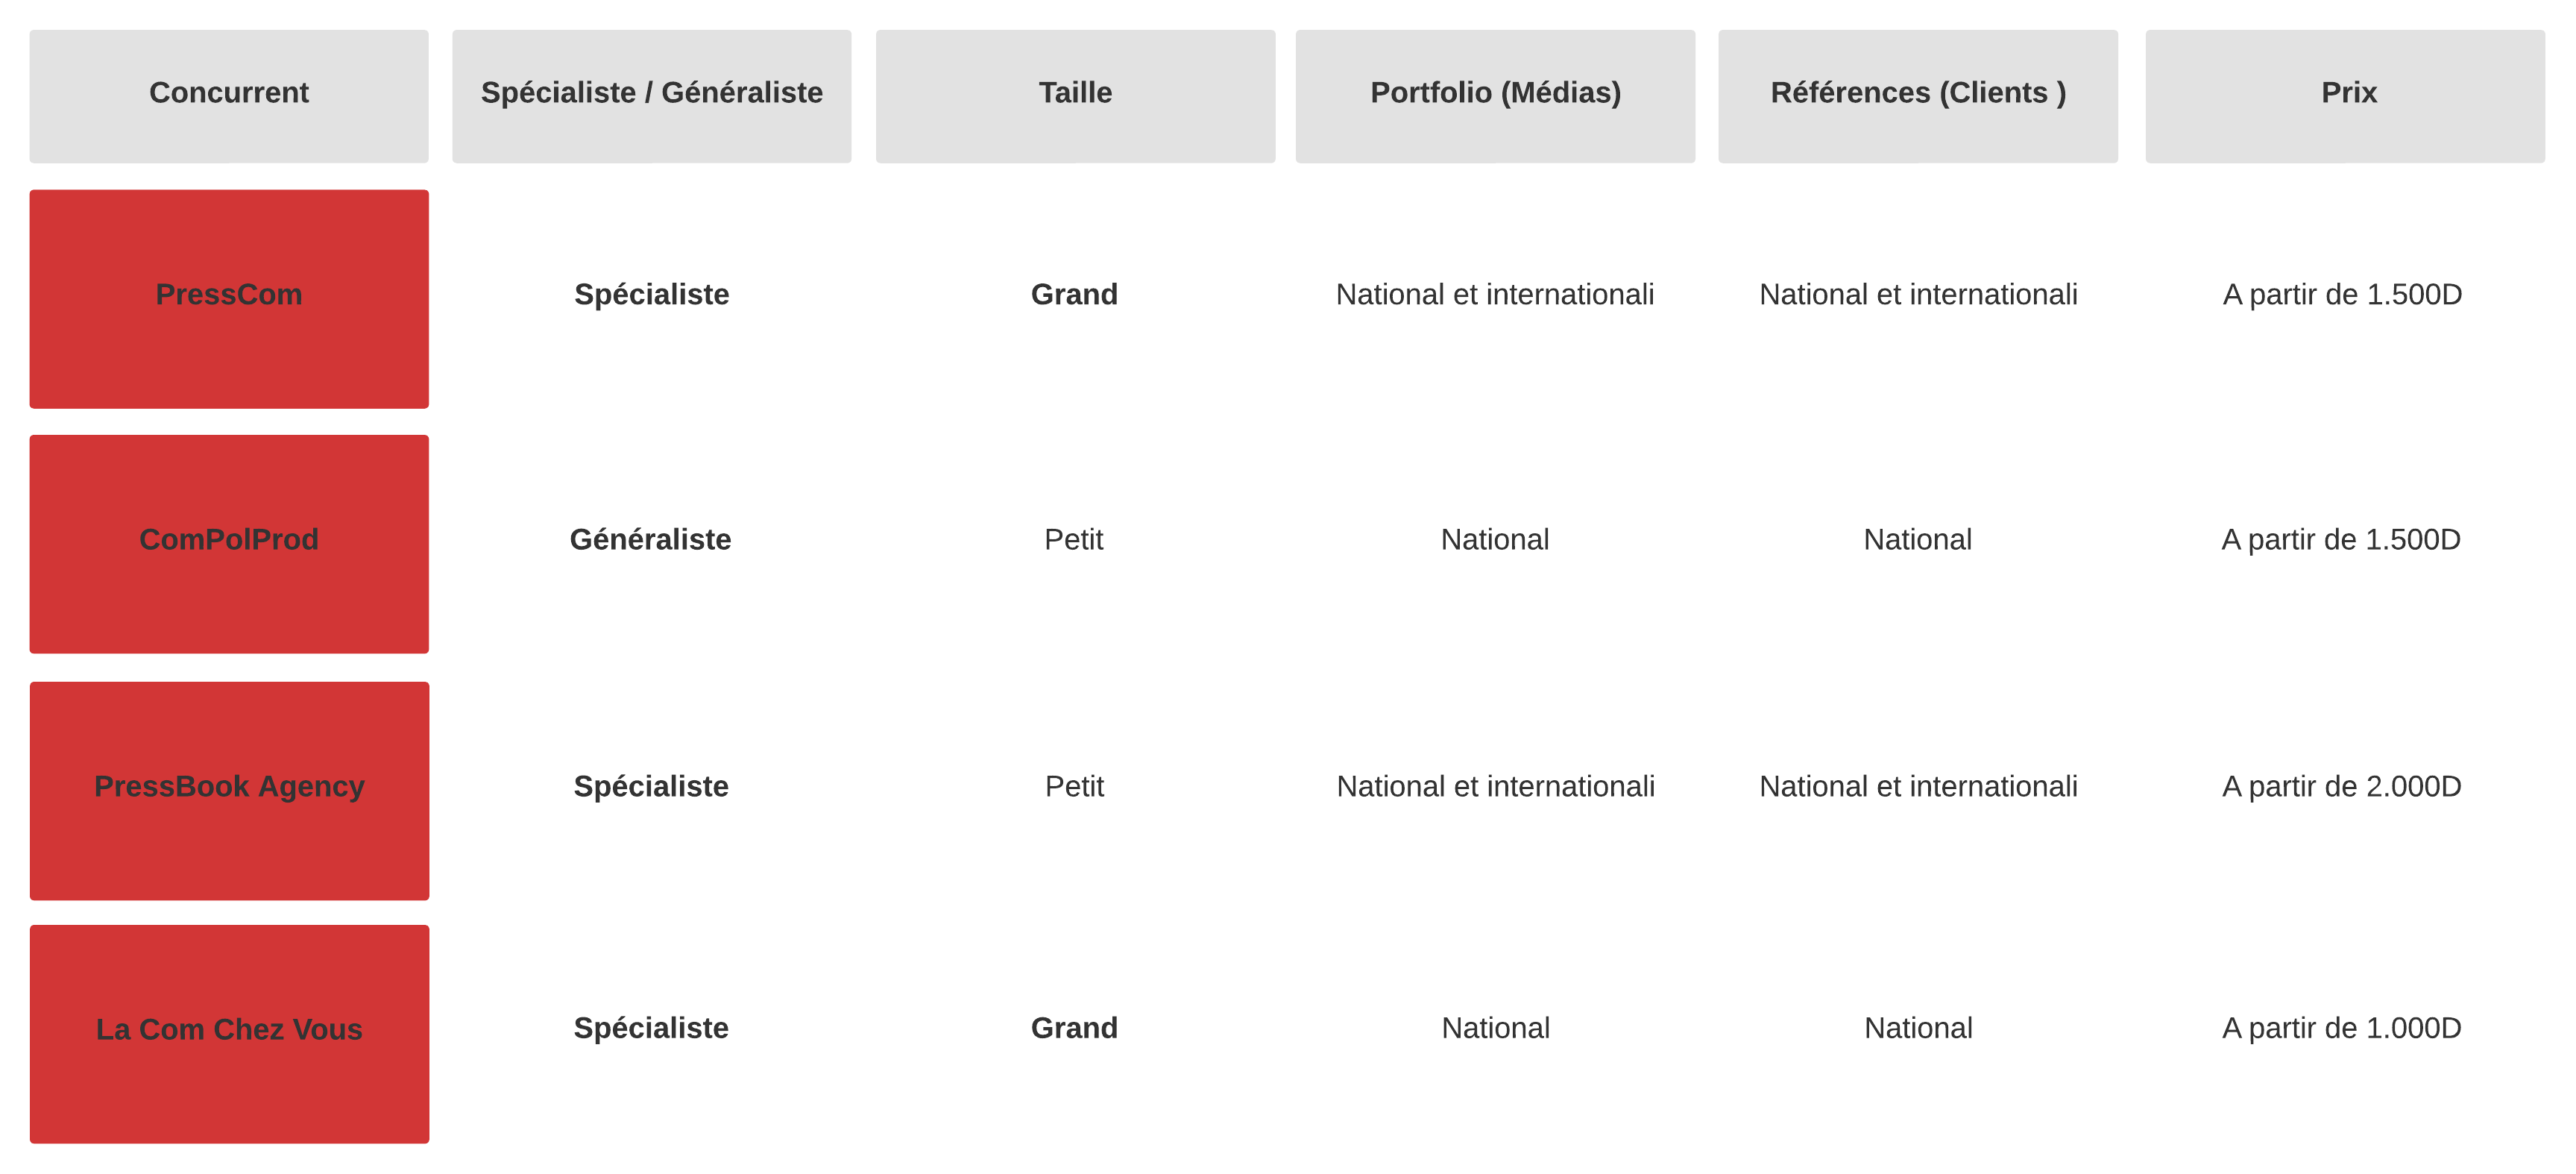 Concurrent
Spécialiste / Généraliste
Taille
Portfolio (Médias)
Références (Clients )
Prix
PressCom
Spécialiste
Grand
National et internationali
National et internationali
A partir de 1.500D
ComPolProd
Généraliste
Petit
National
National
A partir de 1.500D
PressBook Agency
Spécialiste
Petit
National et internationali
National et internationali
A partir de 2.000D
La Com Chez Vous
Spécialiste
Grand
National
National
A partir de 1.000D